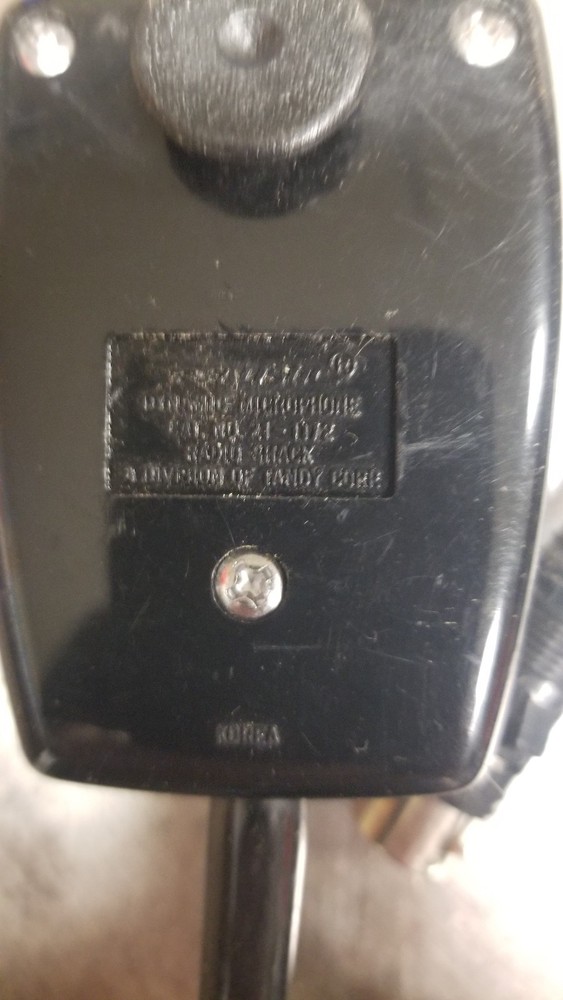 ®
DYNAMIC MICROPHONE
CAT. NO. 21-1172
RADIO SHACK
A DIVISION OF TANDY CORP.
KOREA